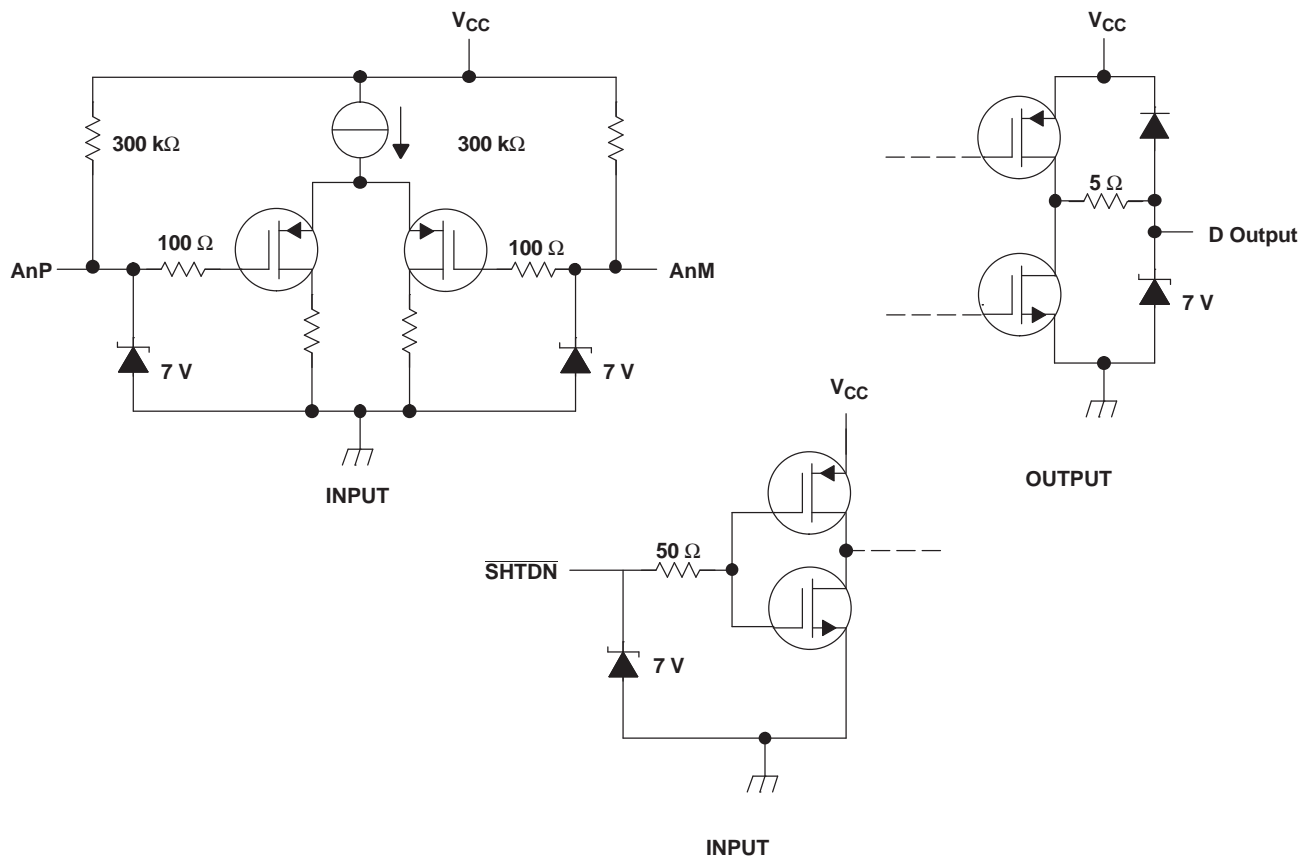 VCC
300 kΩ
300 kΩ
100 Ω
100 Ω
AnP
AnM
7 V
7 V
INPUT
VCC
5 Ω
D Output
7 V
OUTPUT
VCC
50 Ω
SHTDN
7 V
INPUT